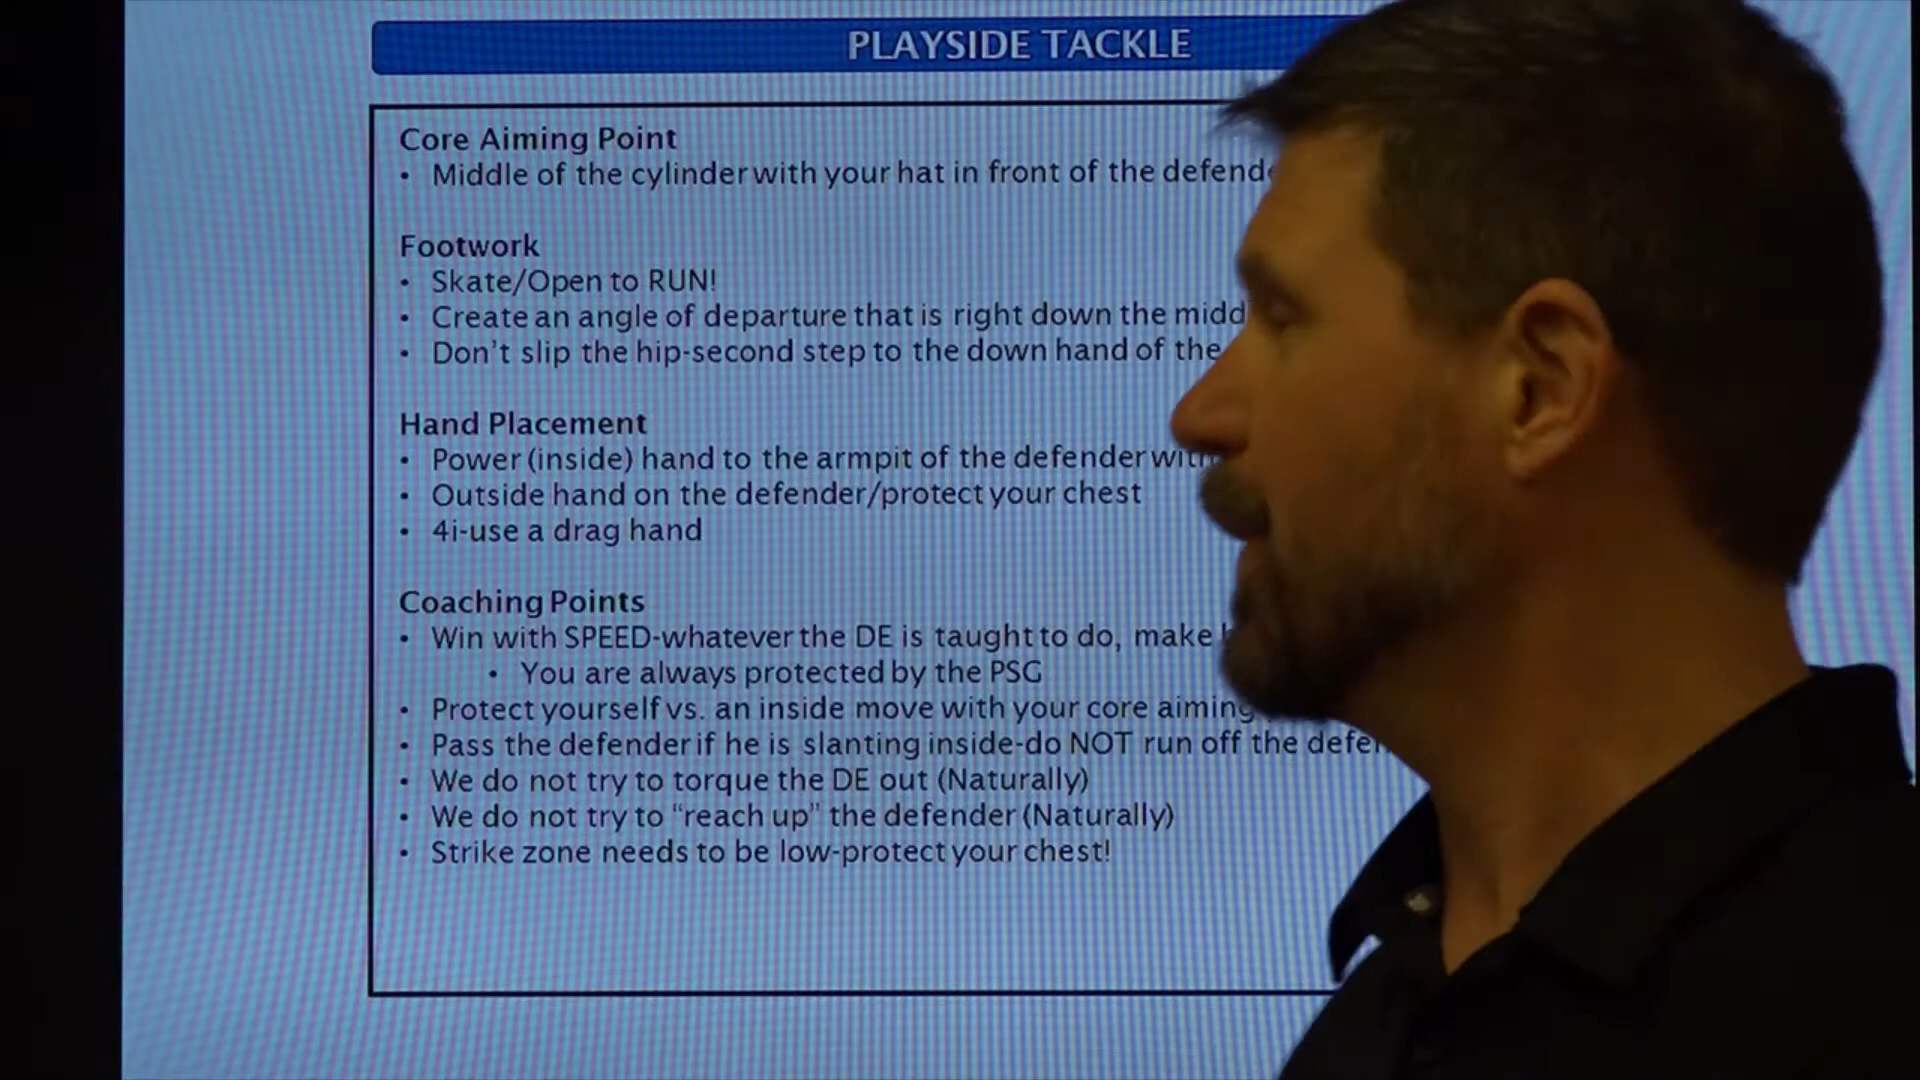 PLAYSIDE TACKLE
Core Aiming Point
• Middle of the cylinder with your hat in front of the
Footwork
• Skate/Open to RUN!
• Create an angle of departure that is right down the
• Don't slip the hip-second step to the down hand of the
Hand Placement
• Power (inside) hand to the armpit of the defender
• Outside hand on the defender/protect your chest
• 4i-use a drag hand
Coaching Points
• Win with SPEED-whatever the DE is taught to do, make
• You are always protected by the PSG
• Protect yourself vs. an inside move with your core aiming
• Pass the defender if he is slanting inside-do NOT run off the
• We do not try to torque the DE out (Naturally)
• We do not try to “reach up” the defender (Naturally)
• Strike zone needs to be low-protect your chest!